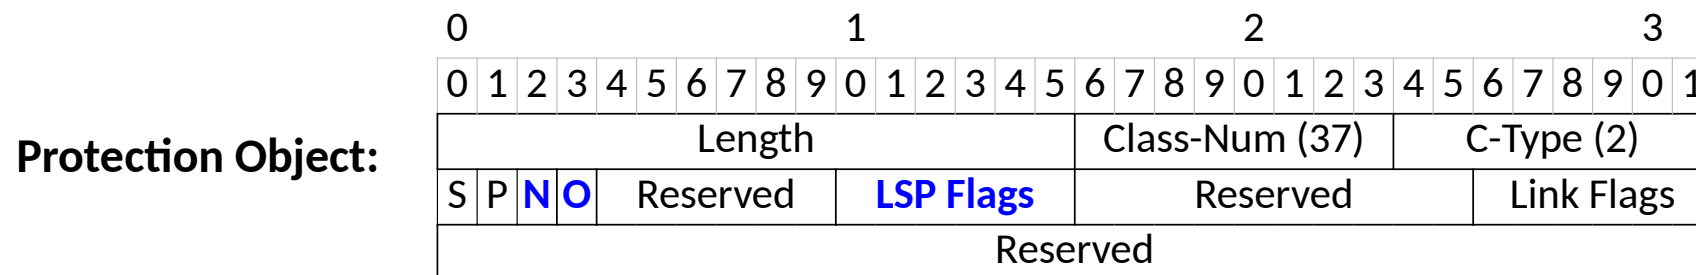 0 1 2 3
0 1 2 3 4 5 6 7 8 9 0 1 2 3 4 5 6 7 8 9 0 1 2 3 4 5 6 7 8 9 0 1
Protection Object:
Length Class-Num (37) C-Type (2)
S P N O Reserved LSP Flags Reserved Link Flags
Reserved